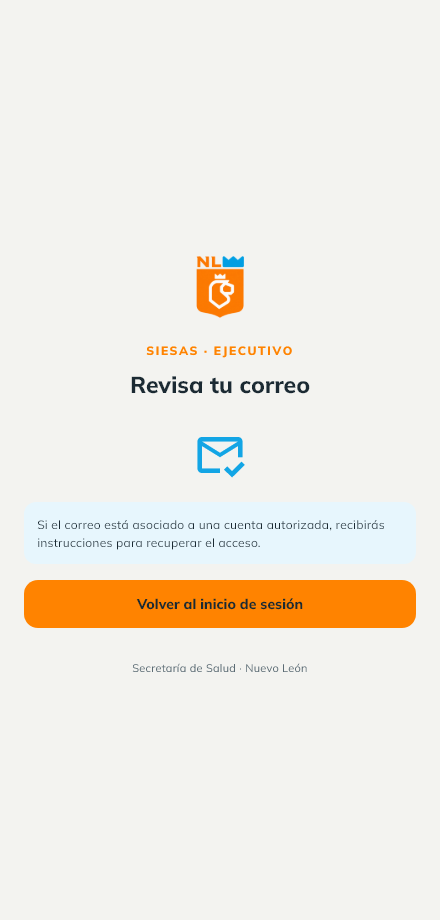 NL
SIESAS · EJECUTIVO
Revisa tu correo
Si el correo está asociado a una cuenta autorizada, recibirás
instrucciones para recuperar el acceso.
Volver al inicio de sesión
Secretaría de Salud · Nuevo León